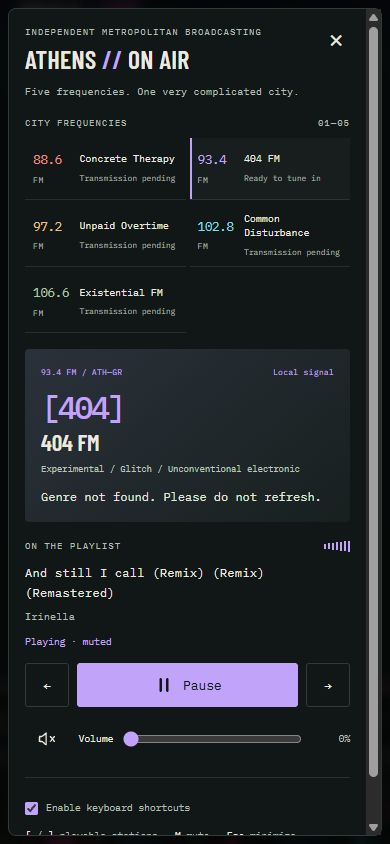 INDEPENDENT METROPOLITAN BROADCASTING
ATHENS // ON AIR
Five frequencies. One very complicated city.
CITY FREQUENCIES 01—05
88.6 FM Concrete Therapy
Transmission pending
93.4 FM 404 FM
Ready to tune in
97.2 FM Unpaid Overtime
Transmission pending
102.8 FM Common
Disturbance
Transmission pending
106.6 FM Existential FM
Transmission pending
93.4 FM / ATH—GR Local signal
[404]
404 FM
Experimental / Glitch / Unconventional electronic
Genre not found. Please do not refresh.
ON THE PLAYLIST
And still I call (Remix) (Remix)
(Remastered)
Irinella
Playing · muted
← Pause →
Volume 0%
Enable keyboard shortcuts